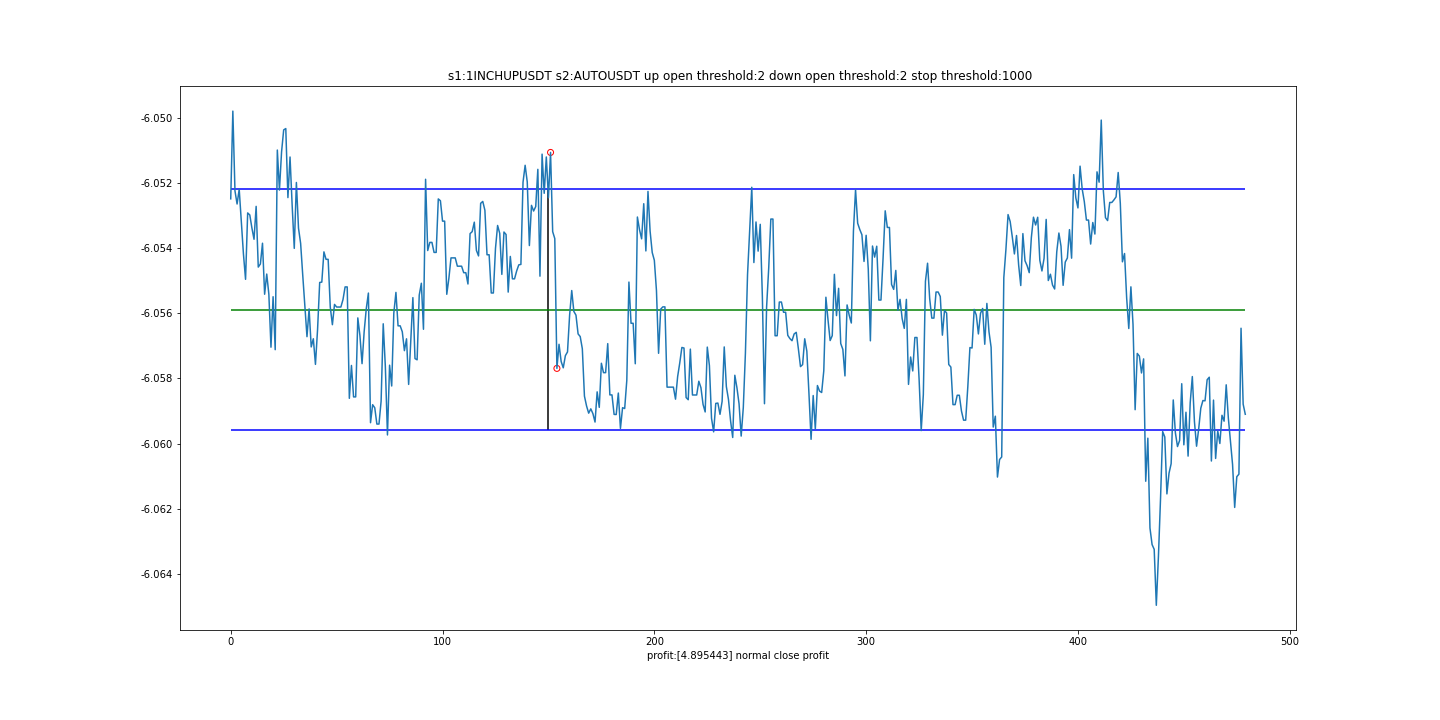 s1:1INCHUPUSDT s2:AUTOUSDT up open threshold:2 down open threshold:2 stop threshold:1000
-6.050
-6.052
-6.054
-6.056
-6.058
-6.060
-6.062
-6.064
0 100 200 300 400 500
profit:[4.895443] normal close profit